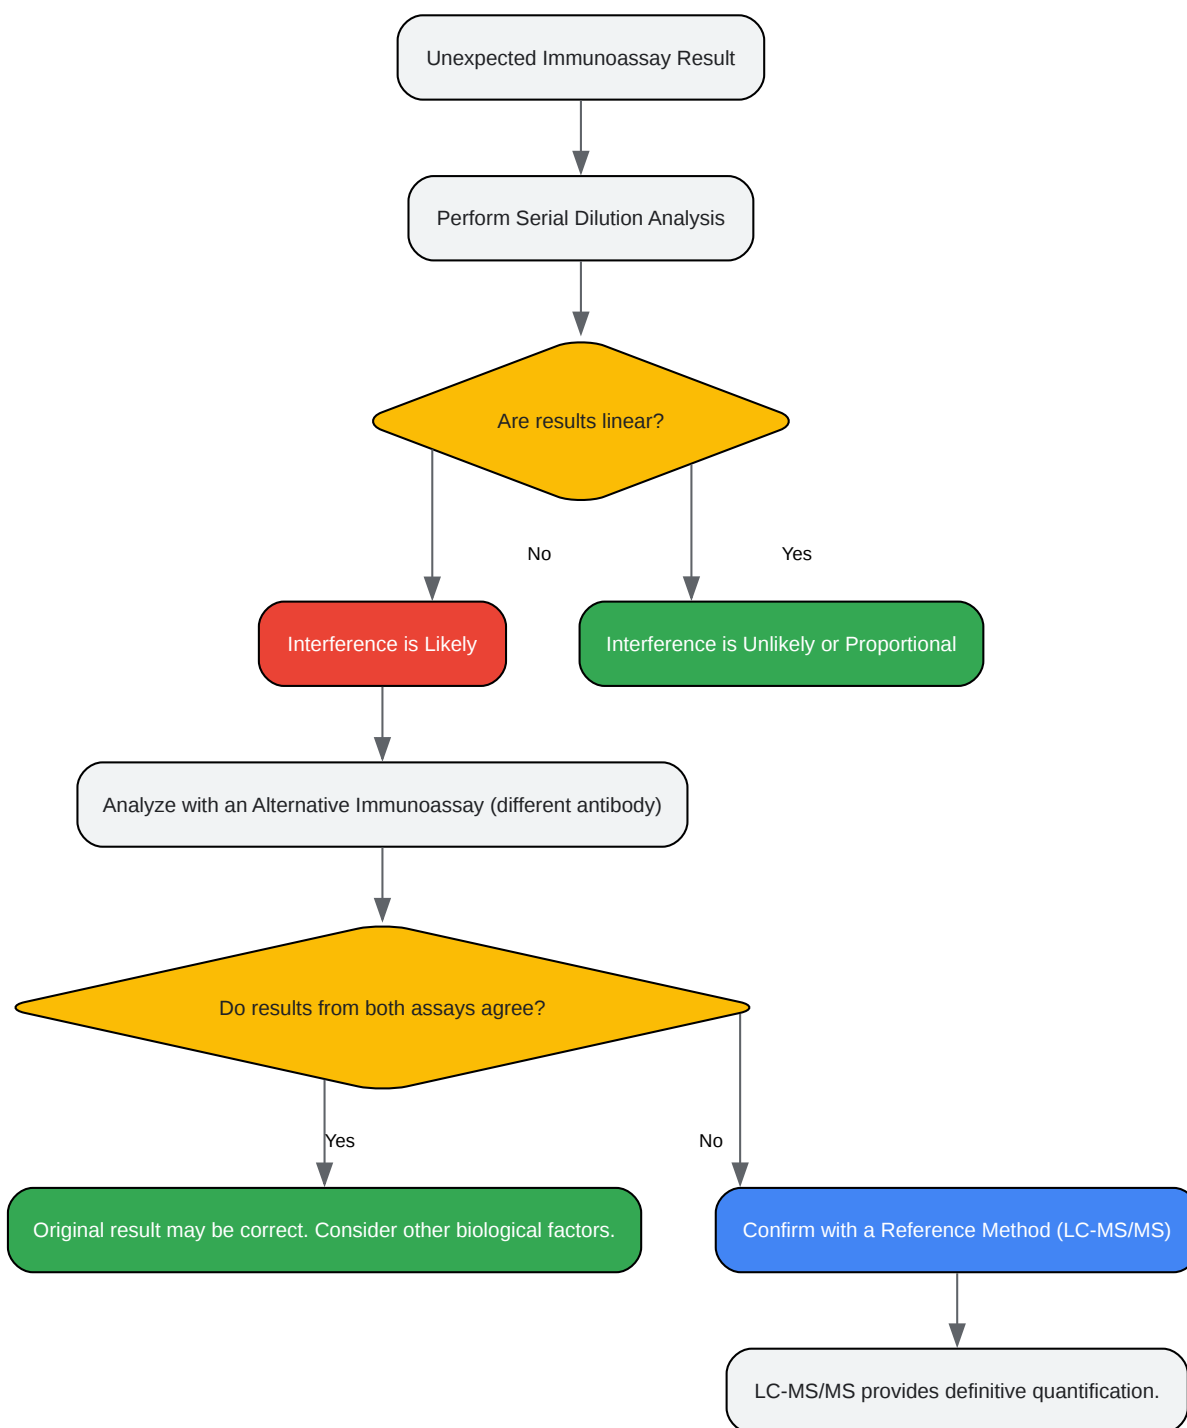 Unexpected Immunoassay Result
Perform Serial Dilution Analysis
Are results linear?
No
Yes
Interference is Likely
Interference is Unlikely or Proportional
Analyze with an Alternative Immunoassay (different antibody)
Do results from both assays agree?
Yes
No
Original result may be correct. Consider other biological factors.
Confirm with a Reference Method (LC-MS/MS)
LC-MS/MS provides definitive quantification.